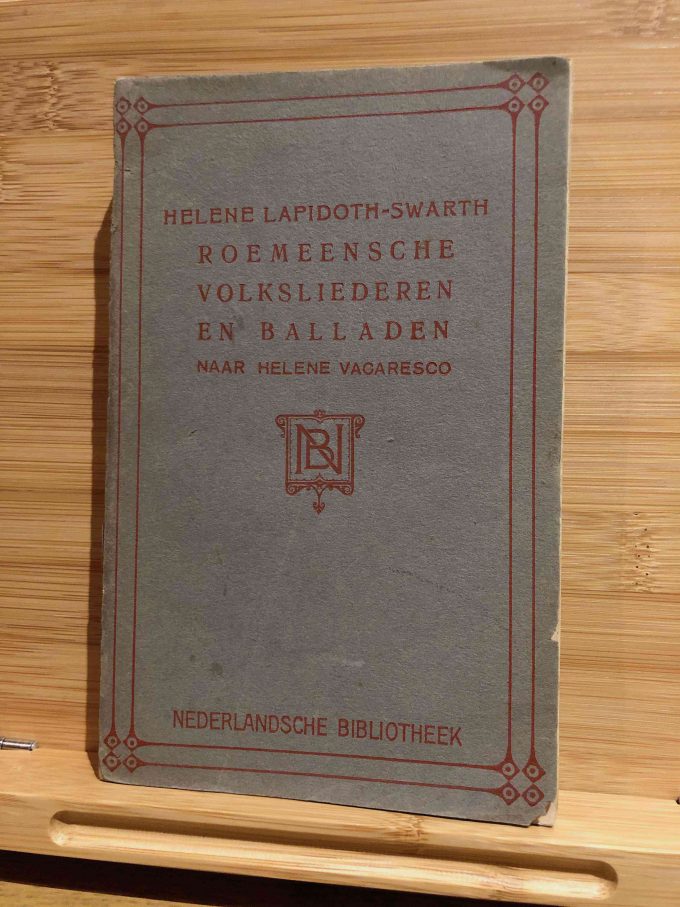 HELENE LAPIDOTH-SWARTH
ROEMEENSCHE
VOLKSLIEDEREN
EN BALLADEN
NAAR HELENE VACARESCO
NB
NEDERLANDSCHE BIBLIOTHEEK